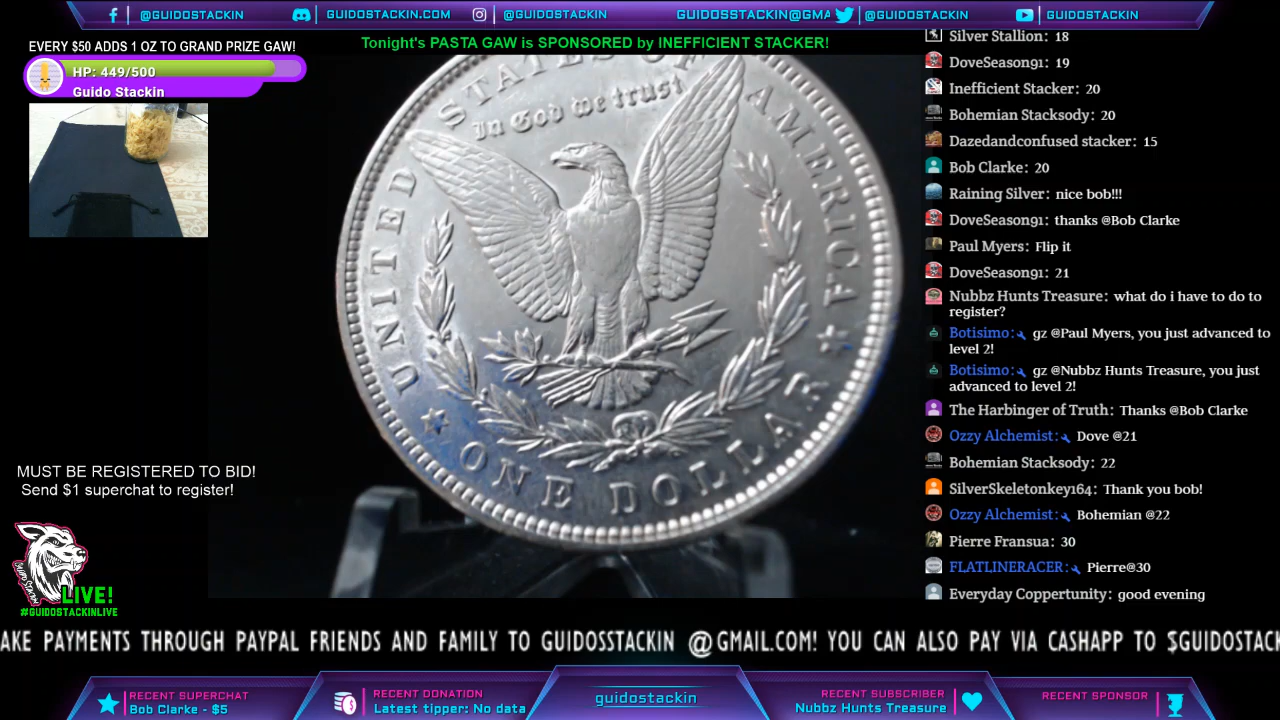 @GUIDOSTACKIN
GUIDOSTACKIN.COM
@GUIDOSTACKIN
GUIDOSSTACKIN@GMA
@GUIDOSTACKIN
GUIDOSTACKIN
EVERY $50 ADDS 1 OZ TO GRAND PRIZE GAW!
HP: 449/500
Guido Stackin
Tonight's PASTA GAW is SPONSORED by INEFFICIENT STACKER!
UNITED STATES OF AMERICA
In God we trust
ONE DOLLAR
MUST BE REGISTERED TO BID!
Send $1 superchat to register!
GUIDO STACKIN
LIVE!
#GUIDOSTACKINLIVE
Silver Stallion: 18
DoveSeason91: 19
Inefficient Stacker: 20
Bohemian Stacksody: 20
Dazedandconfused stacker: 15
Bob Clarke: 20
Raining Silver: nice bob!!!
DoveSeason91: thanks @Bob Clarke
Paul Myers: Flip it
DoveSeason91: 21
Nubbz Hunts Treasure: what do i have to do to
register?
Botisimo: gz @Paul Myers, you just advanced to
level 2!
Botisimo: gz @Nubbz Hunts Treasure, you just
advanced to level 2!
The Harbinger of Truth: Thanks @Bob Clarke
Ozzy Alchemist: Dove @21
Bohemian Stacksody: 22
SilverSkeletonkey164: Thank you bob!
Ozzy Alchemist: Bohemian @22
Pierre Fransua: 30
FLATLINERACER: Pierre@30
Everyday Coppertunity: good evening
AKE PAYMENTS THROUGH PAYPAL FRIENDS AND FAMILY TO GUIDOSSTACKIN @GMAIL.COM! YOU CAN ALSO PAY VIA CASHAPP TO $GUIDOSTACK
RECENT SUPERCHAT
Bob Clarke - $5
RECENT DONATION
Latest tipper: No data
guidostackin
RECENT SUBSCRIBER
Nubbz Hunts Treasure
RECENT SPONSOR